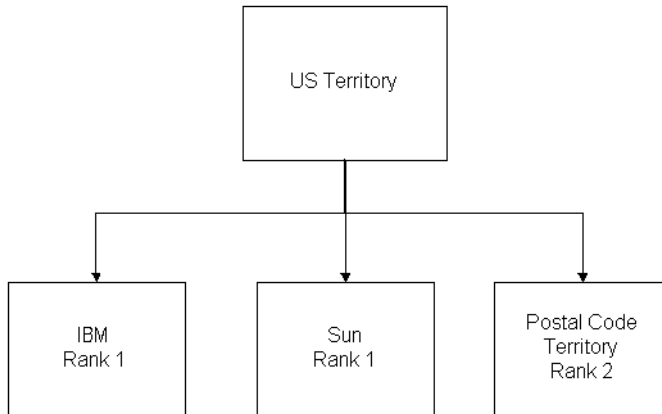 US Territory
IBM
Rank 1
Sun
Rank 1
Postal Code
Territory
Rank 2